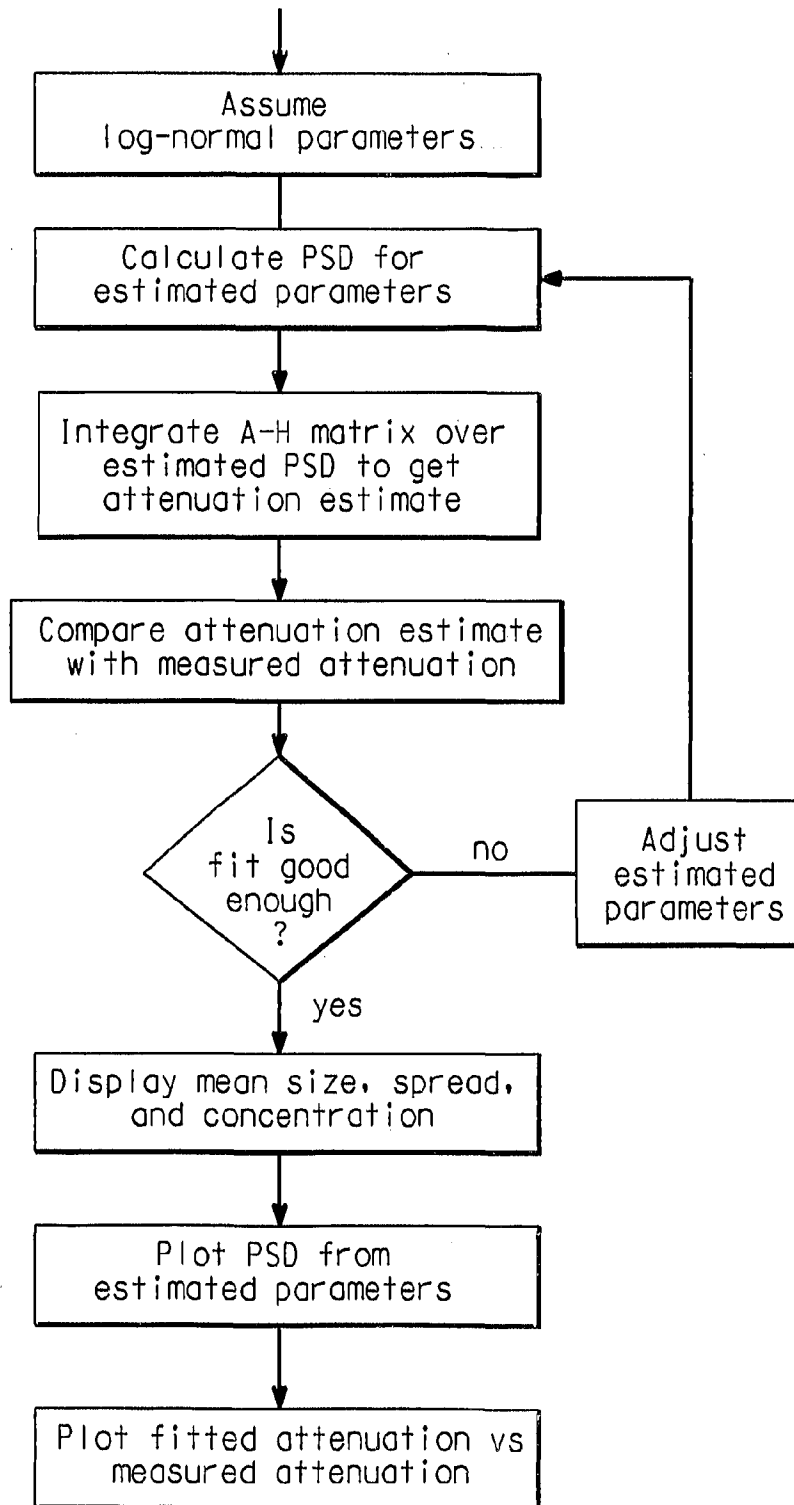 Assume
log-normal parameters
Calculate PSD for
estimated parameters
Integrate A-H matrix over
estimated PSD to get
attenuation estimate
Compare attenuation estimate
with measured attenuation
Is
fit good
enough
?
no
Adjust
estimated
parameters
yes
Display mean size, spread,
and concentration
Plot PSD from
estimated parameters
Plot fitted attenuation vs
measured attenuation